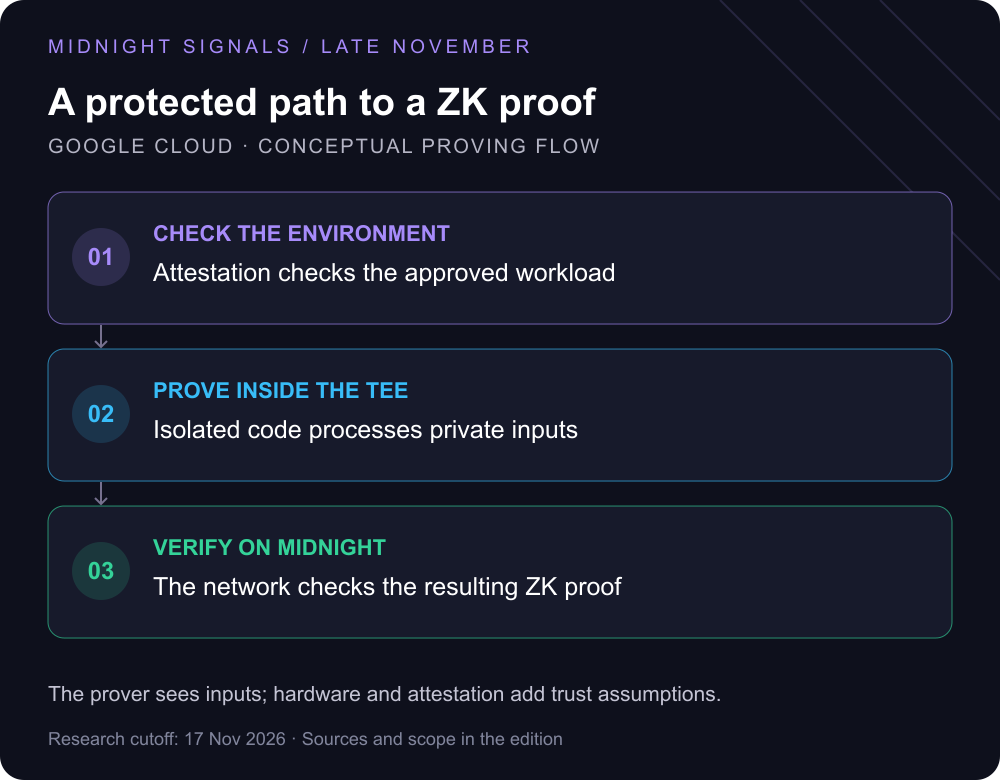 MIDNIGHT SIGNALS / LATE NOVEMBER
A protected path to a ZK proof
GOOGLE CLOUD · CONCEPTUAL PROVING FLOW
01
CHECK THE ENVIRONMENT
Attestation checks the approved workload
02
PROVE INSIDE THE TEE
Isolated code processes private inputs
03
VERIFY ON MIDNIGHT
The network checks the resulting ZK proof
The prover sees inputs; hardware and attestation add trust assumptions.
Research cutoff: 17 Nov 2026 · Sources and scope in the edition